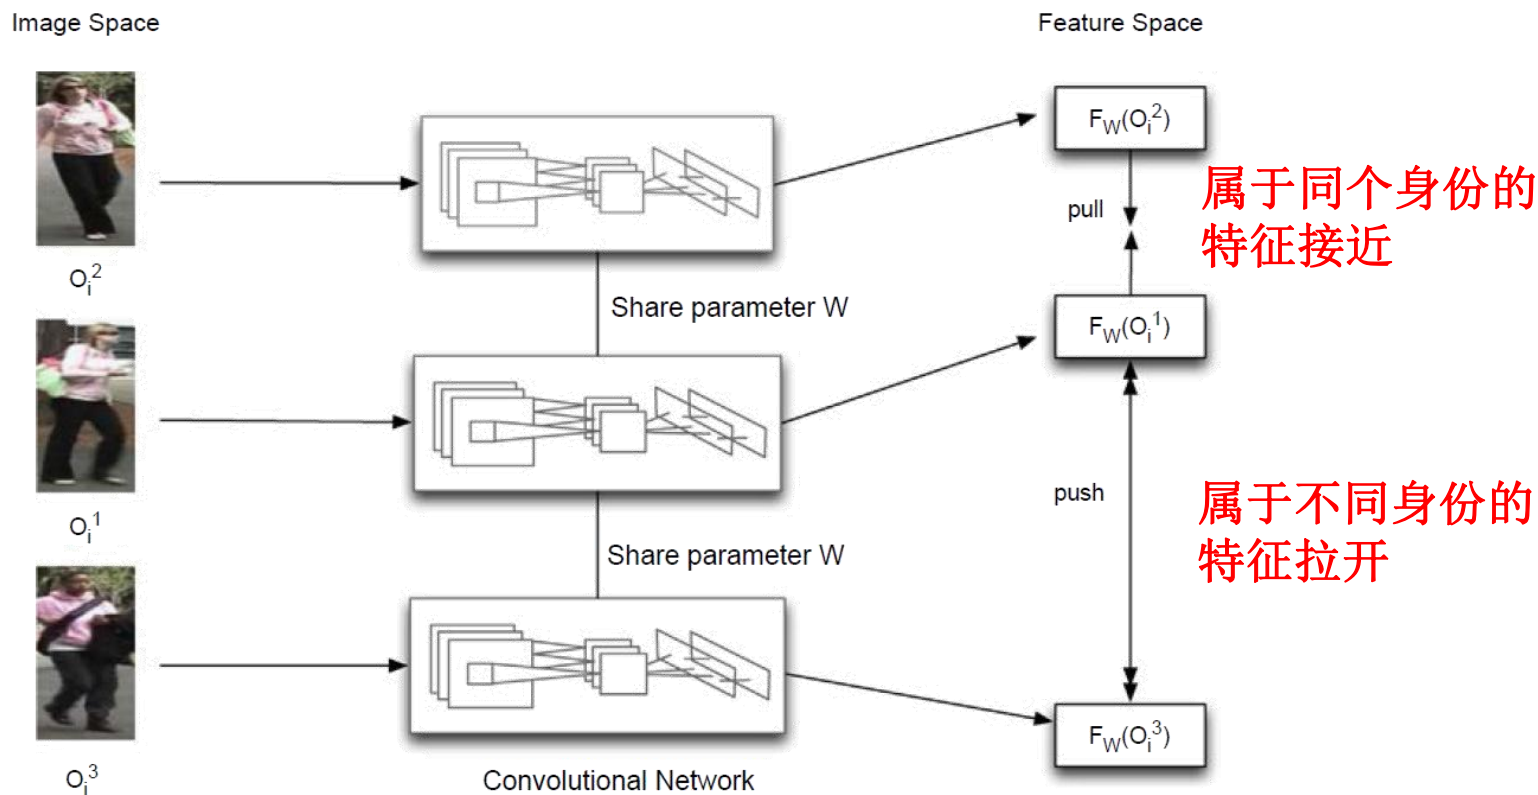 Image Space
Feature Space
F_W(O_i^2)
属于同个身份的
特征接近
pull
O_i^2
Share parameter W
F_W(O_i^1)
push
属于不同身份的
特征拉开
O_i^1
Share parameter W
F_W(O_i^3)
O_i^3
Convolutional Network